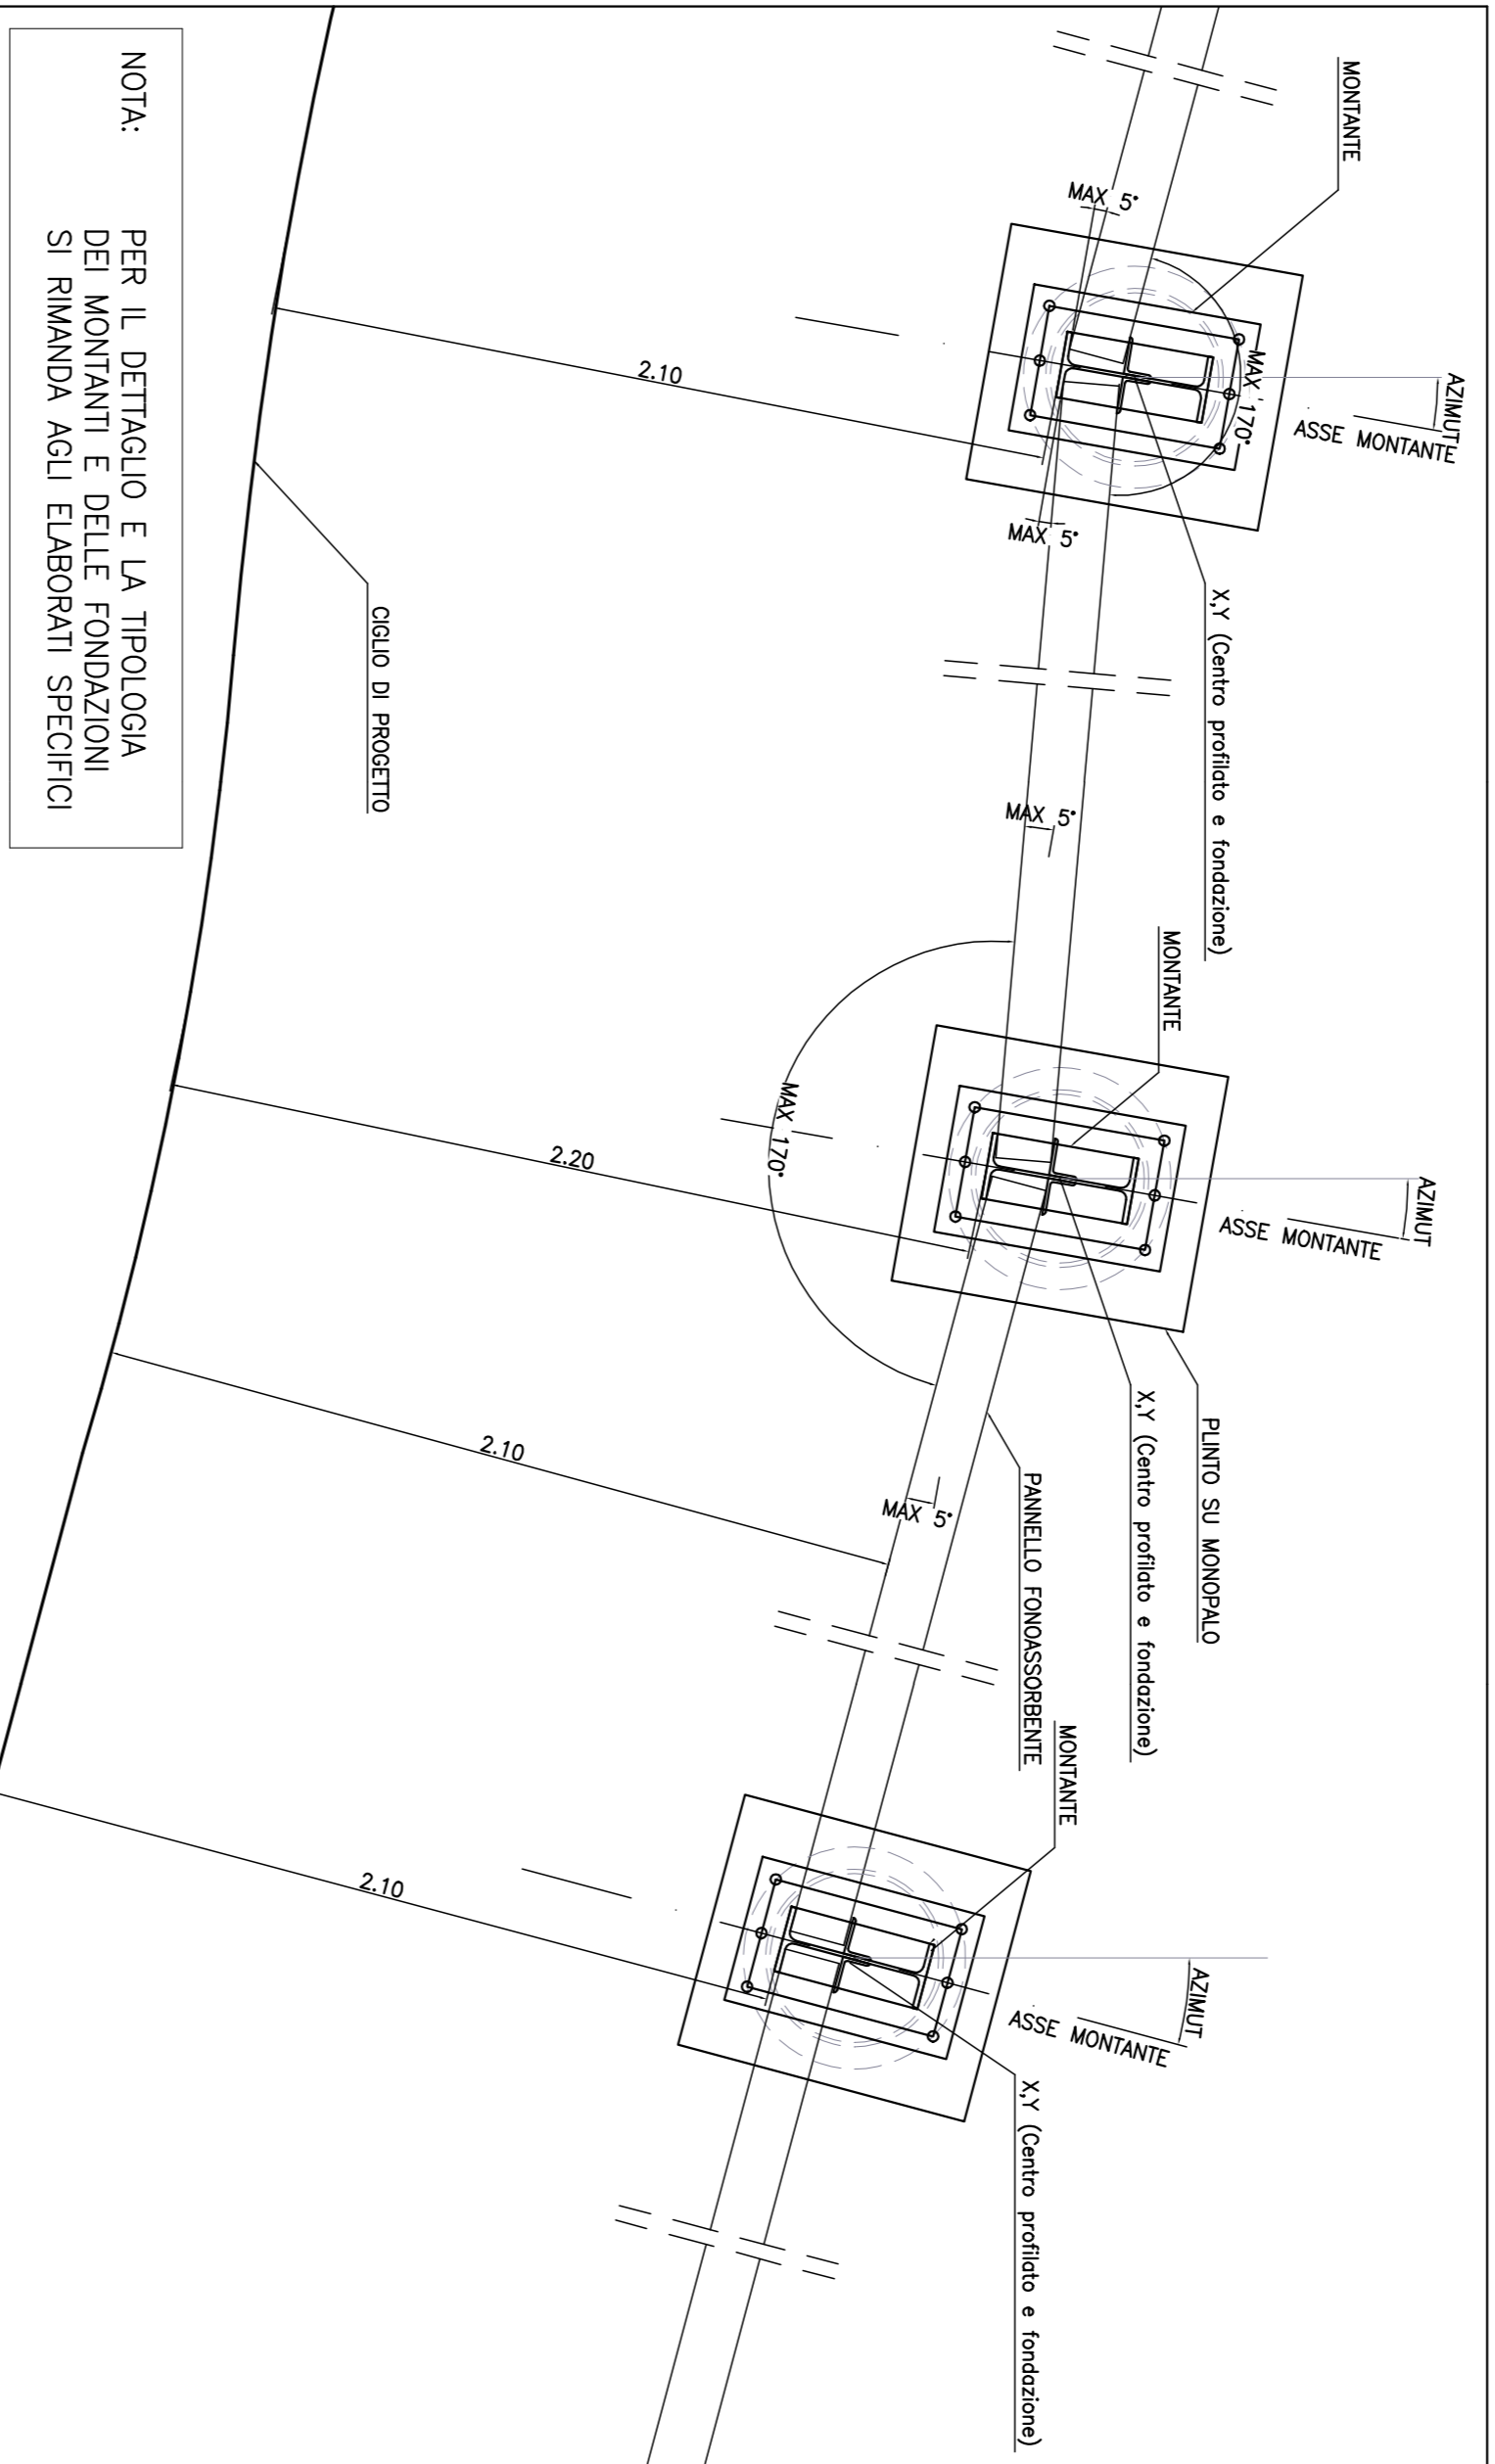 MONTANTE
MAX 5°
MAX 170°
AZIMUT
ASSE MONTANTE
2.10
MAX 5°
X,Y (Centro profilato e fondazione)
CIGLIO DI PROGETTO
MAX 5°
MONTANTE
MAX 170°
AZIMUT
ASSE MONTANTE
2.20
PLINTO SU MONOPALO
X,Y (Centro profilato e fondazione)
PANNELLO FONOASSORBENTE
2.10
MAX 5°
MONTANTE
AZIMUT
ASSE MONTANTE
2.10
X,Y (Centro profilato e fondazione)
NOTA: PER IL DETTAGLIO E LA TIPOLOGIA
DEI MONTANTI E DELLE FONDAZIONI
SI RIMANDA AGLI ELABORATI SPECIFICI